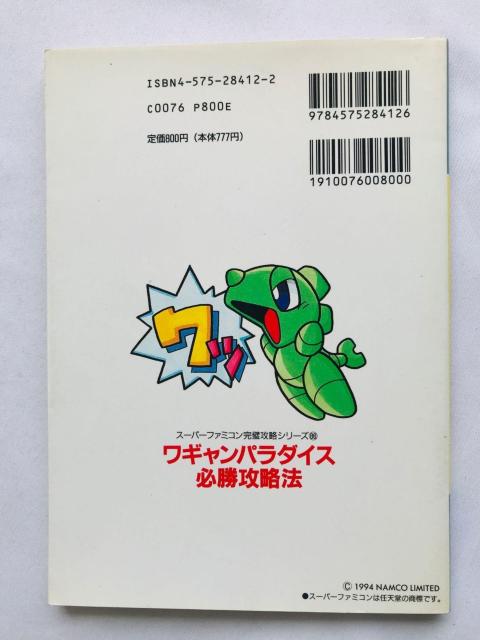 ISBN4-575-28412-2
C0076 P800E
定価800円（本体777円）
9784575284126
1910076008000
ワッ
スーパーファミコン完璧攻略シリーズ
ワギャンパラダイス
必勝攻略法
© 1994 NAMCO LIMITED
●スーパーファミコンは任天堂の商標です。